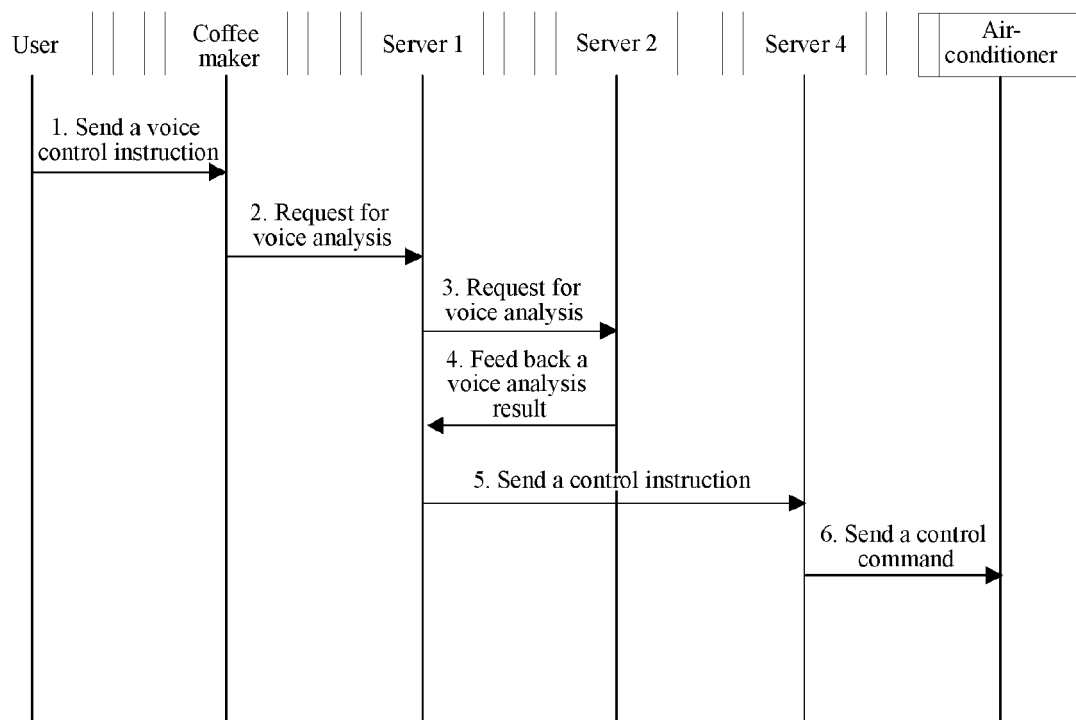 User
Coffee
maker
Server 1
Server 2
Server 4
Air-
conditioner
1. Send a voice
control instruction
2. Request for
voice analysis
3. Request for
voice analysis
4. Feed back a
voice analysis
result
5. Send a control instruction
6. Send a control
command